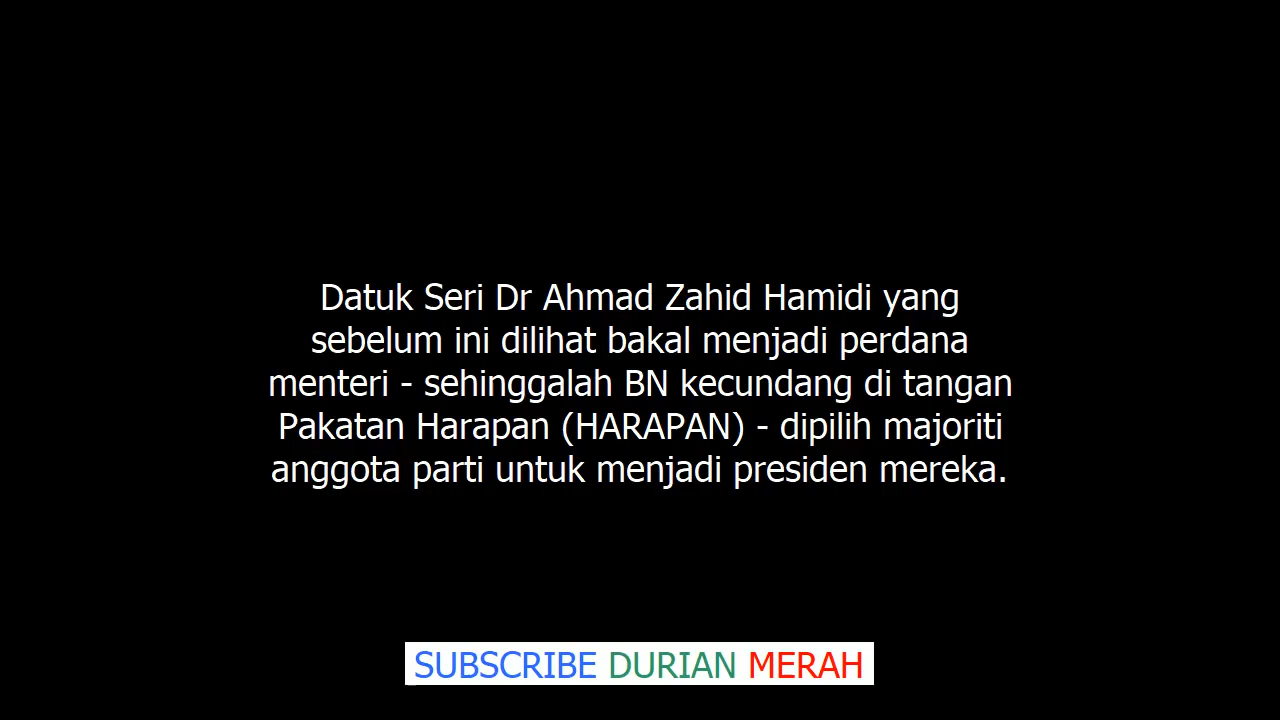 Datuk Seri Dr Ahmad Zahid Hamidi yang
sebelum ini dilihat bakal menjadi perdana
menteri - sehinggalah BN kecundang di tangan
Pakatan Harapan (HARAPAN) - dipilih majoriti
anggota parti untuk menjadi presiden mereka.
SUBSCRIBE DURIAN MERAH